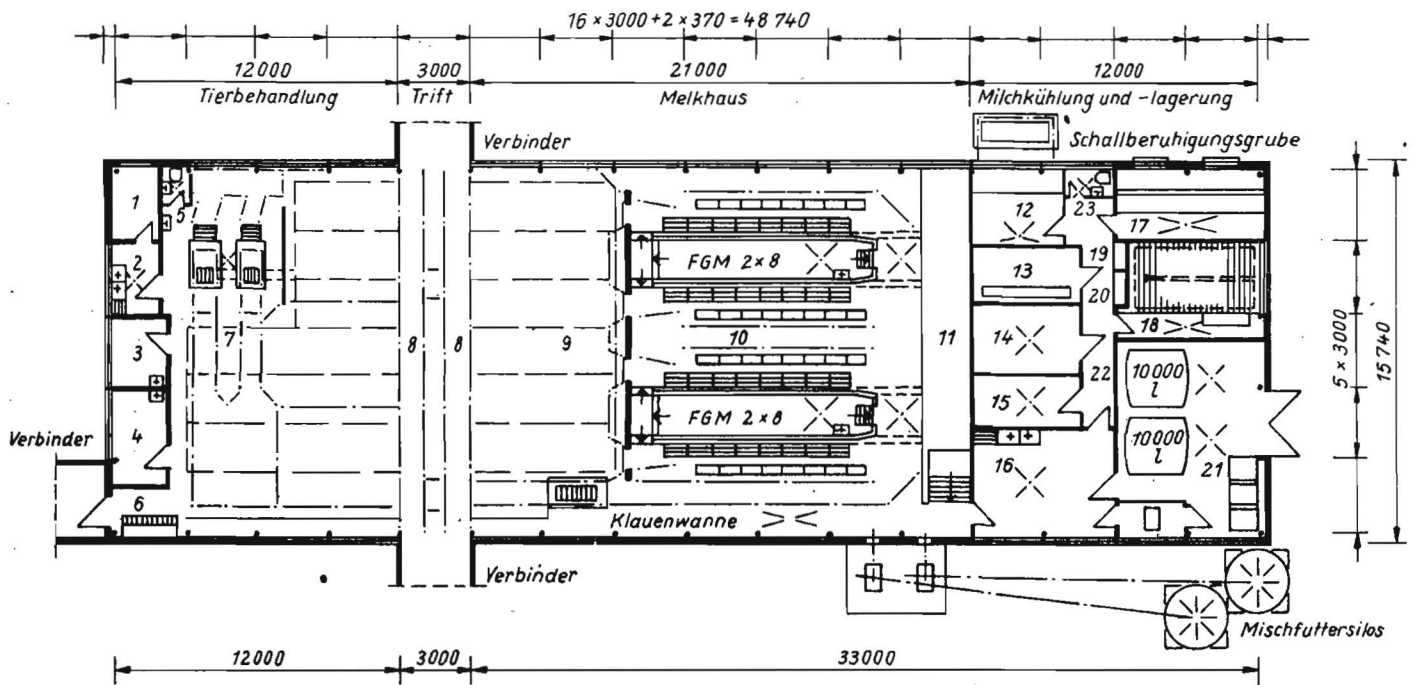 16 × 3000 + 2 × 370 = 48 740
12000 3000 21000 12000
Tierbehandlung Trift Melkhaus Milchkühlung und -lagerung
Verbinder Schallberuhigungsgrube
1 5 12 23 17
2 FGM 2×8 13 19
20
3 7 8 8 9 10 11 14 18
22 10000 l
4 FGM 2×8 15
Verbinder 10000 l 21
16
6 Klauenwanne
Verbinder
Mischfuttersilos
12000 3000 33000
5 × 3000
15 740